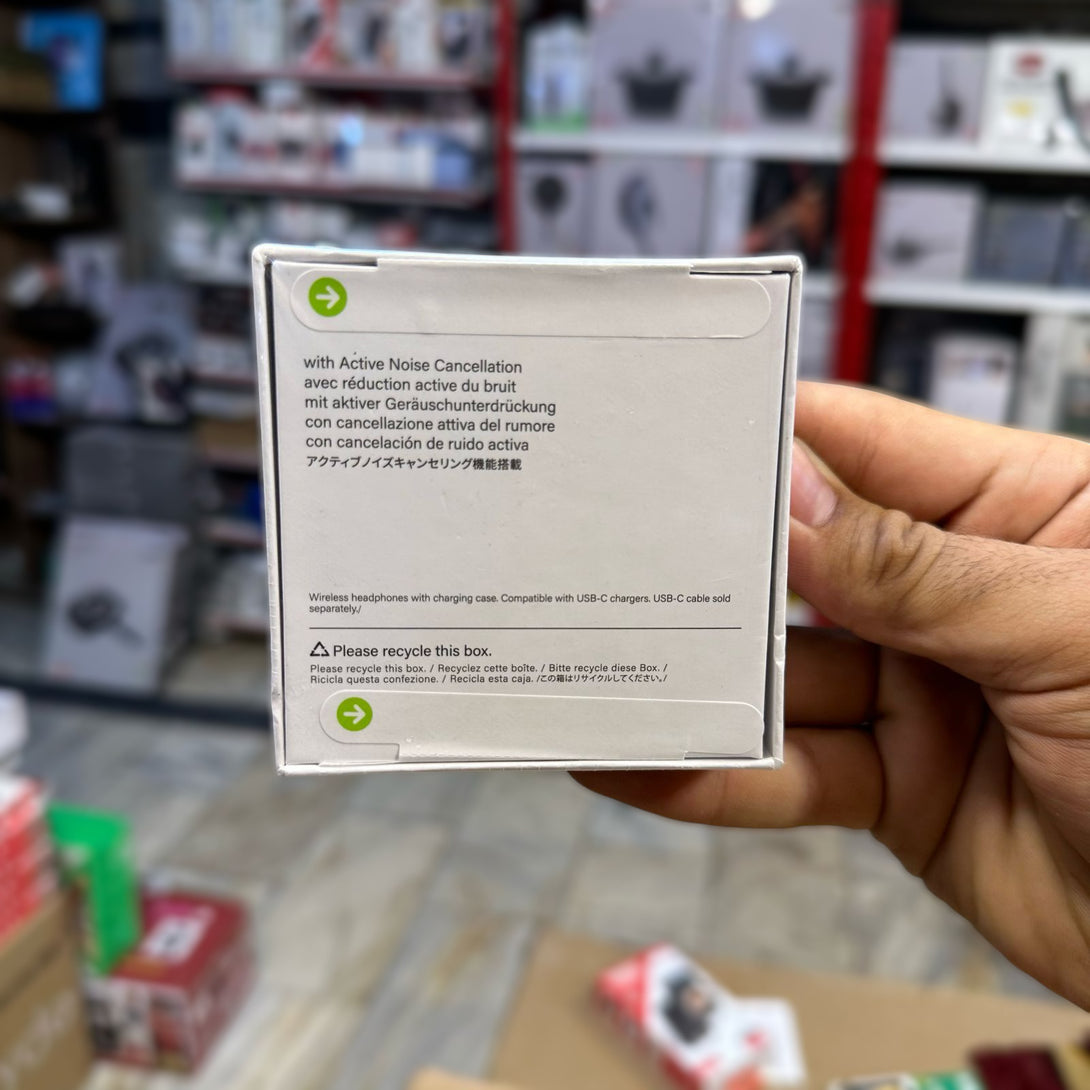 with Active Noise Cancellation
avec réduction active du bruit
mit aktiver Geräuschunterdrückung
con cancellazione attiva del rumore
con cancelación de ruido activa
アクティブノイズキャンセリング機能搭載
Wireless headphones with charging case. Compatible with USB-C chargers. USB-C cable sold
separately./
Please recycle this box.
Please recycle this box. / Recyclez cette boîte. / Bitte recycle diese Box. /
Ricicla questa confezione. / Recicla esta caja. /この箱はリサイクルしてください。/